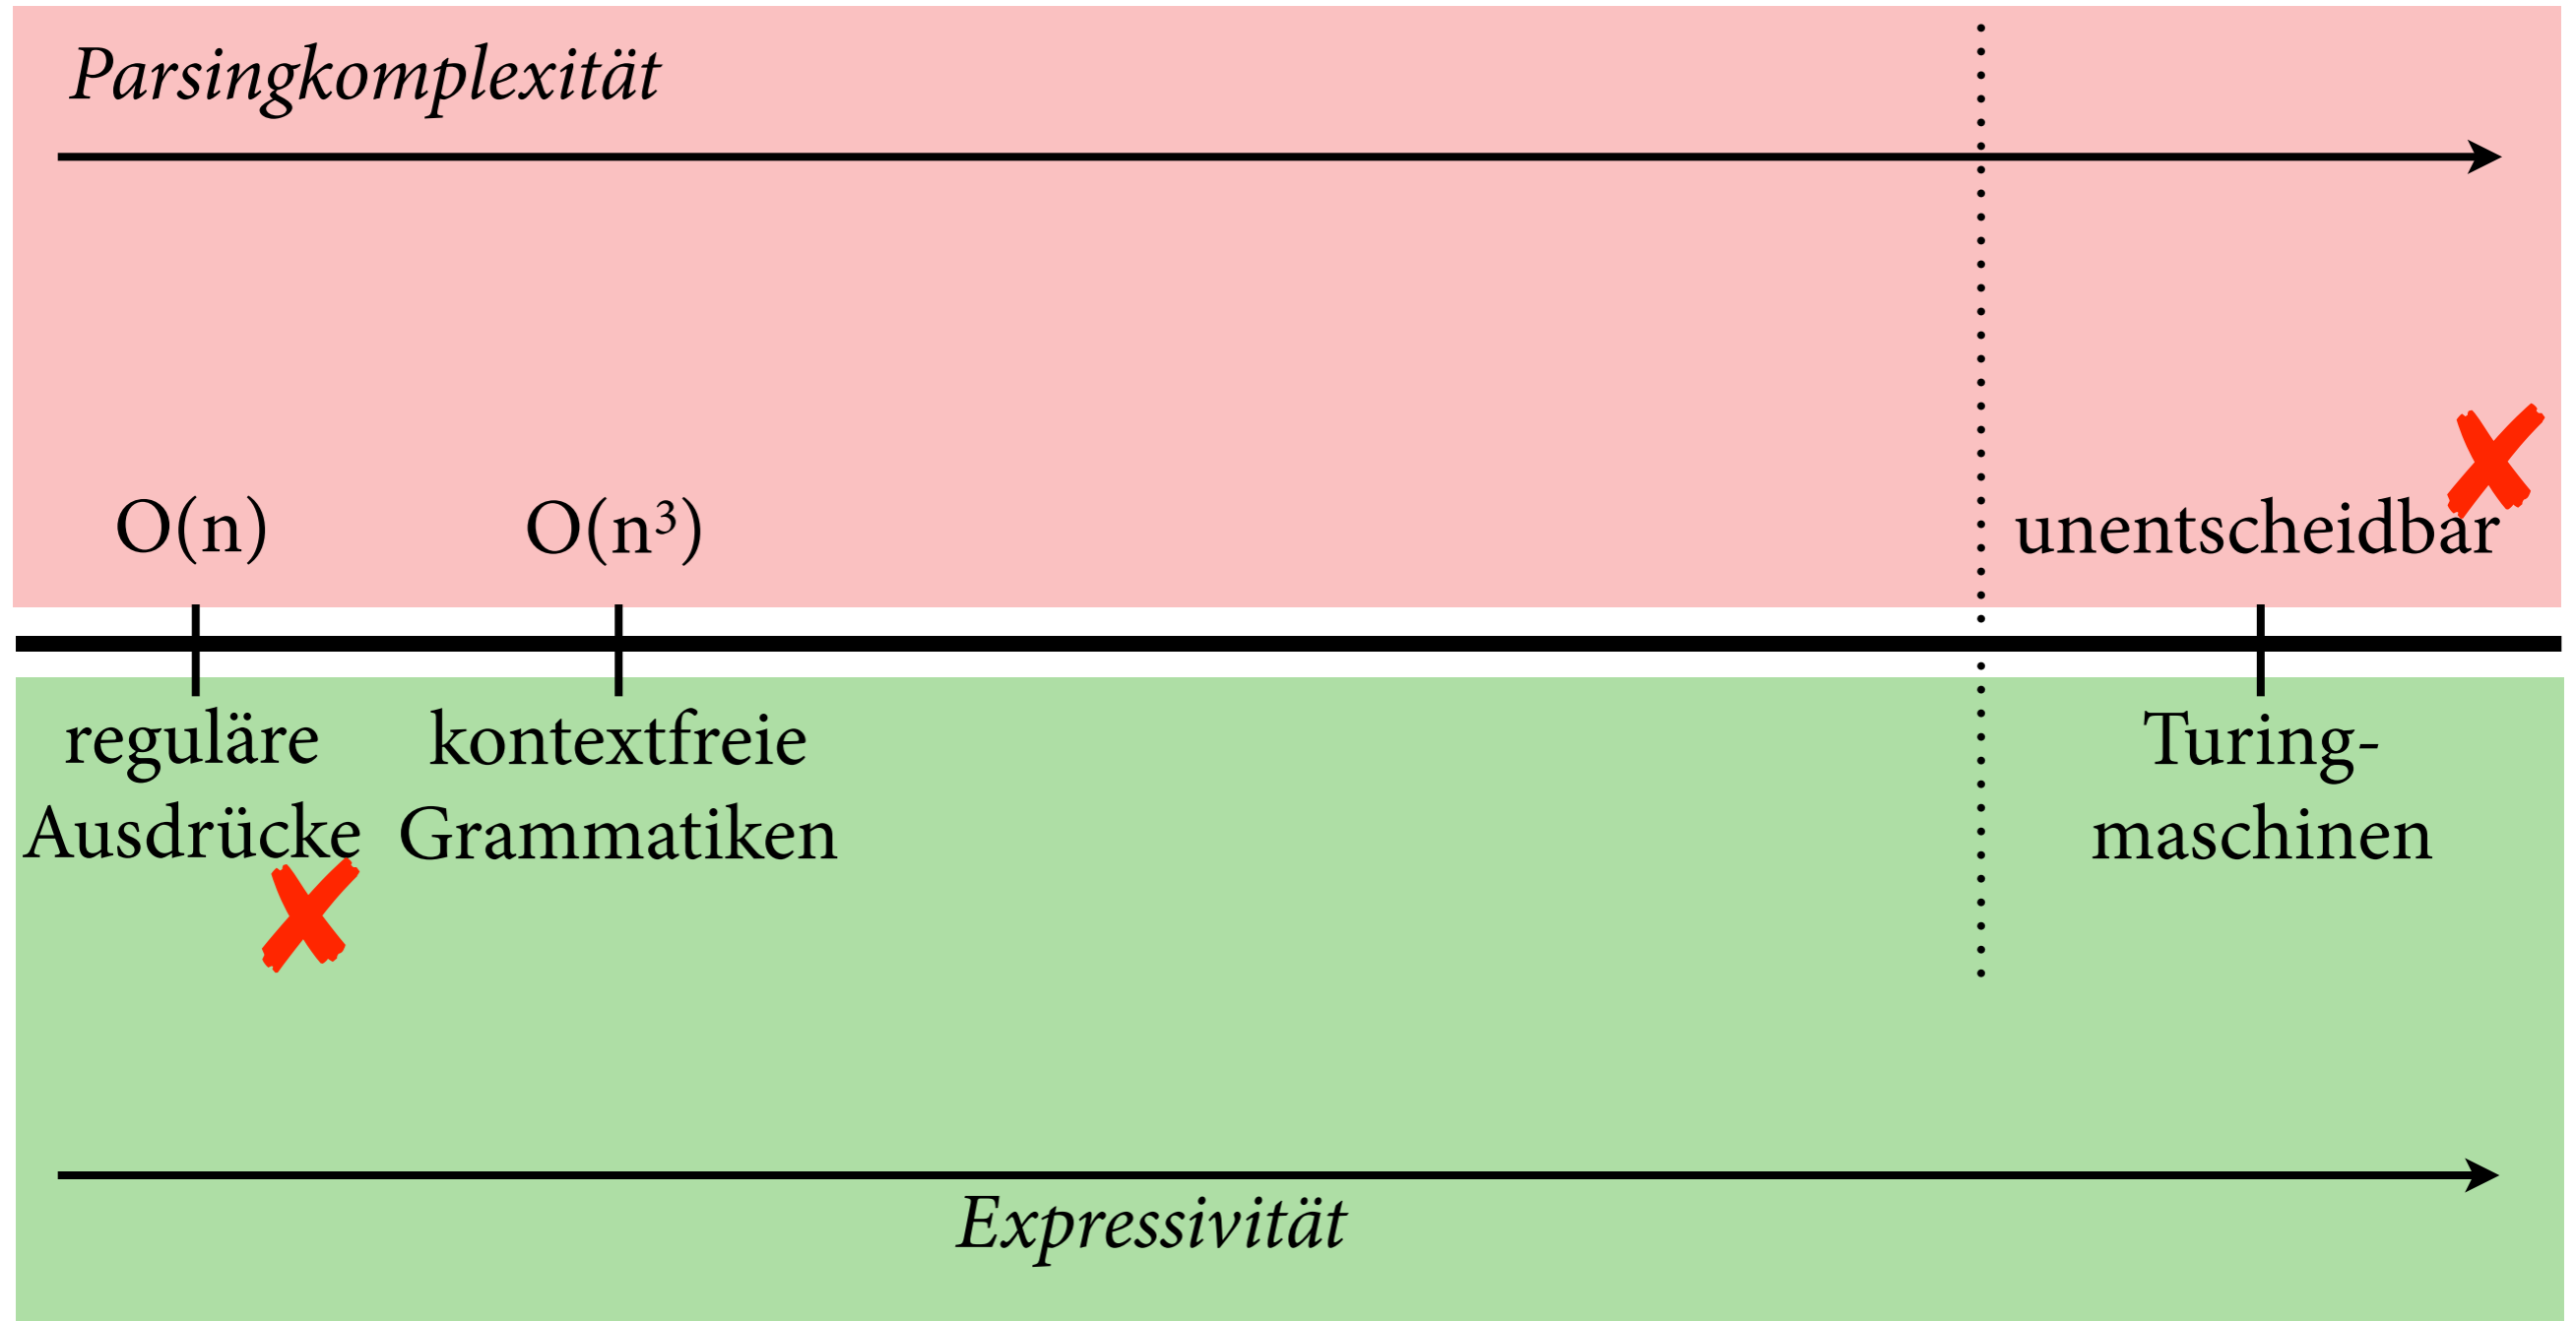 Parsingkomplexität
O(n) O(n³) unentscheidbar
reguläre kontextfreie Turing-
Ausdrücke Grammatiken maschinen
Expressivität